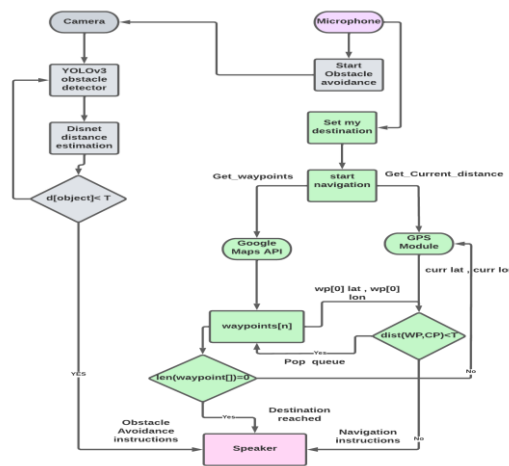 Camera
Microphone
YOLOv3
obstacle
detector
Start
Obstacle
avoidance
Set my
destination
Disnet
distance
estimation
Get_waypoints
start
navigation
Get_Current_distance
d[object]< T
Google
Maps API
GPS
Module
curr lat , curr lo
wp[0] lat , wp[0]
lon
waypoints[n]
dist(WP,CP)<T
Yes
Pop queue
len(waypoint[])=0
No
YES
Yes
Destination
reached
Obstacle
Avoidance
instructions
Navigation
instructions
No
Speaker